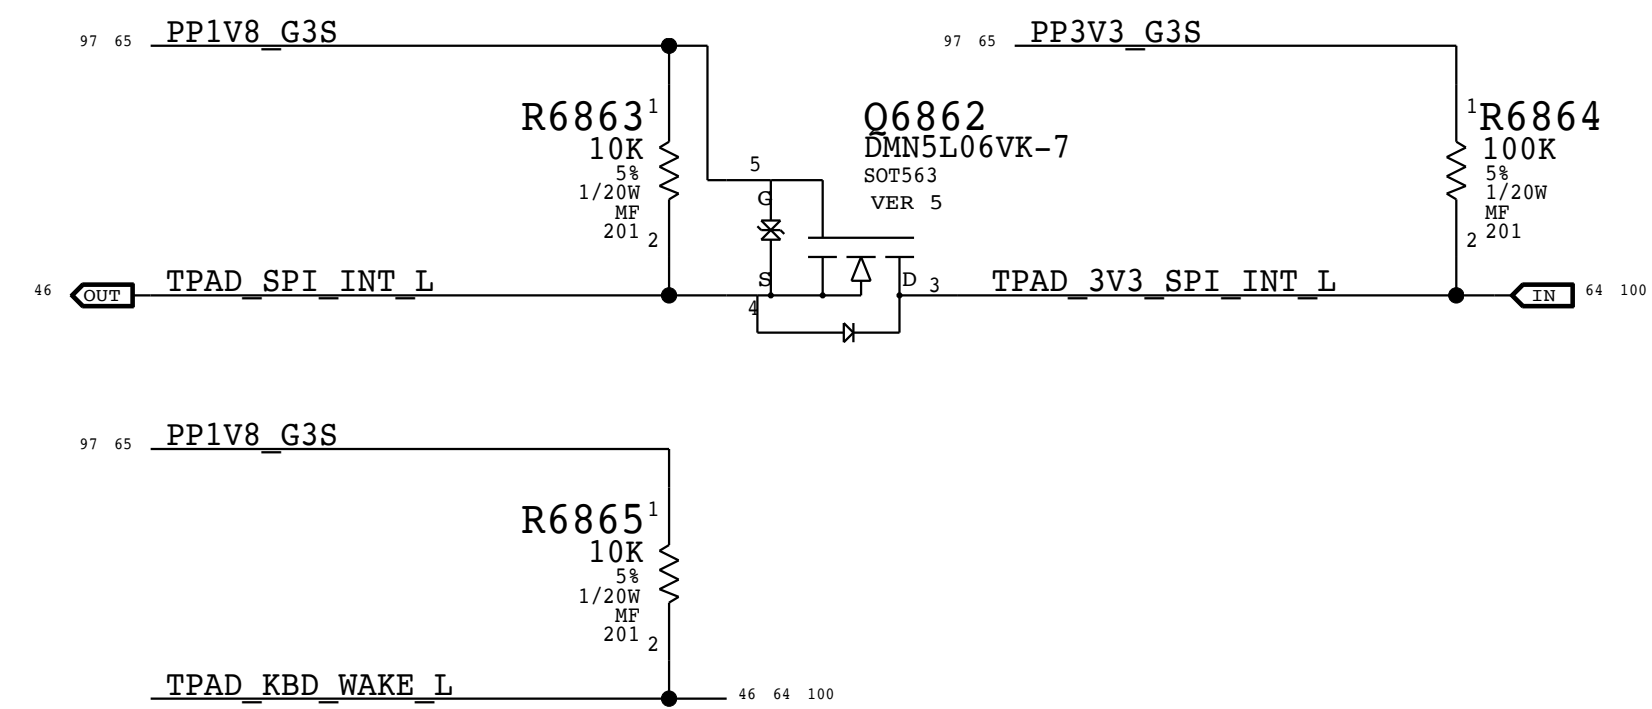 97 65 PP1V8_G3S
97 65 PP3V3_G3S
R6863 1
10K
5%
1/20W
MF
201 2
5
G
S
4
Q6862
DMN5L06VK-7
SOT563
VER 5
D 3
1 R6864
100K
5%
1/20W
MF
2 201
46 OUT TPAD_SPI_INT_L
TPAD_3V3_SPI_INT_L IN 64 100
97 65 PP1V8_G3S
R6865 1
10K
5%
1/20W
MF
201 2
TPAD_KBD_WAKE_L 46 64 100